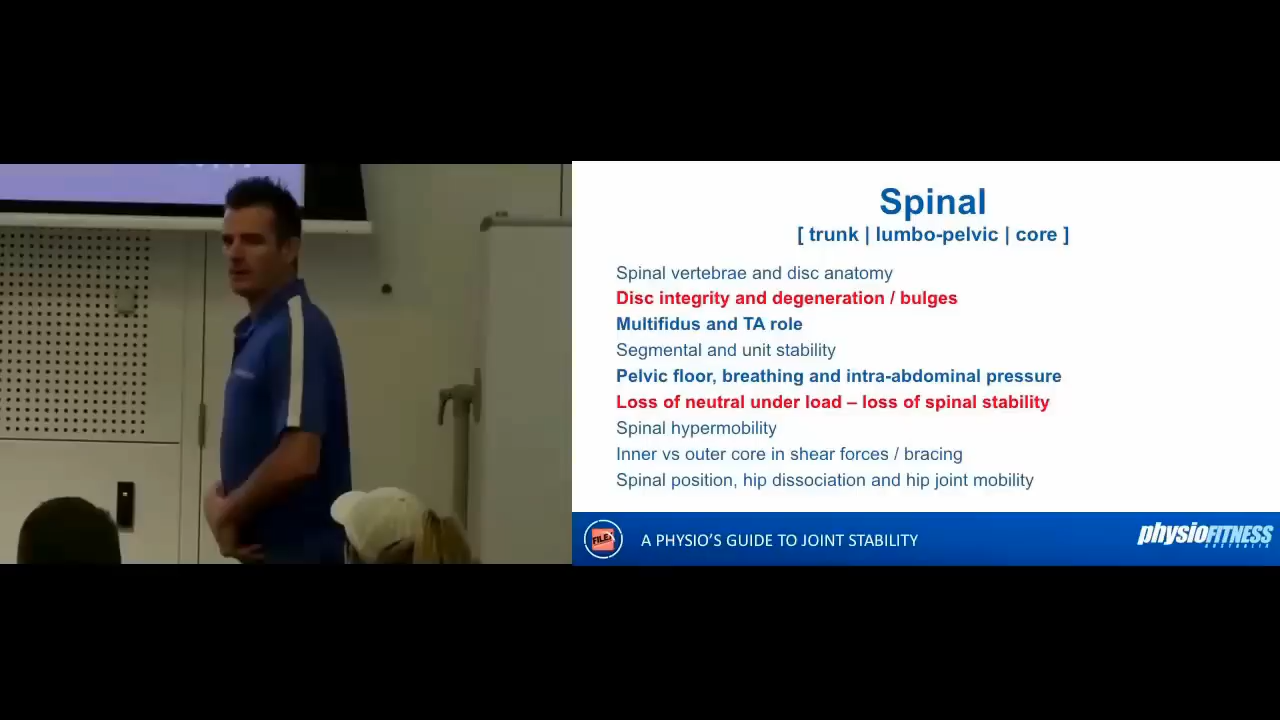 Spinal
[ trunk | lumbo-pelvic | core ]
Spinal vertebrae and disc anatomy
Disc integrity and degeneration / bulges
Multifidus and TA role
Segmental and unit stability
Pelvic floor, breathing and intra-abdominal pressure
Loss of neutral under load – loss of spinal stability
Spinal hypermobility
Inner vs outer core in shear forces / bracing
Spinal position, hip dissociation and hip joint mobility
FILEX
A PHYSIO'S GUIDE TO JOINT STABILITY
physioFITNESS
AUSTRALIA